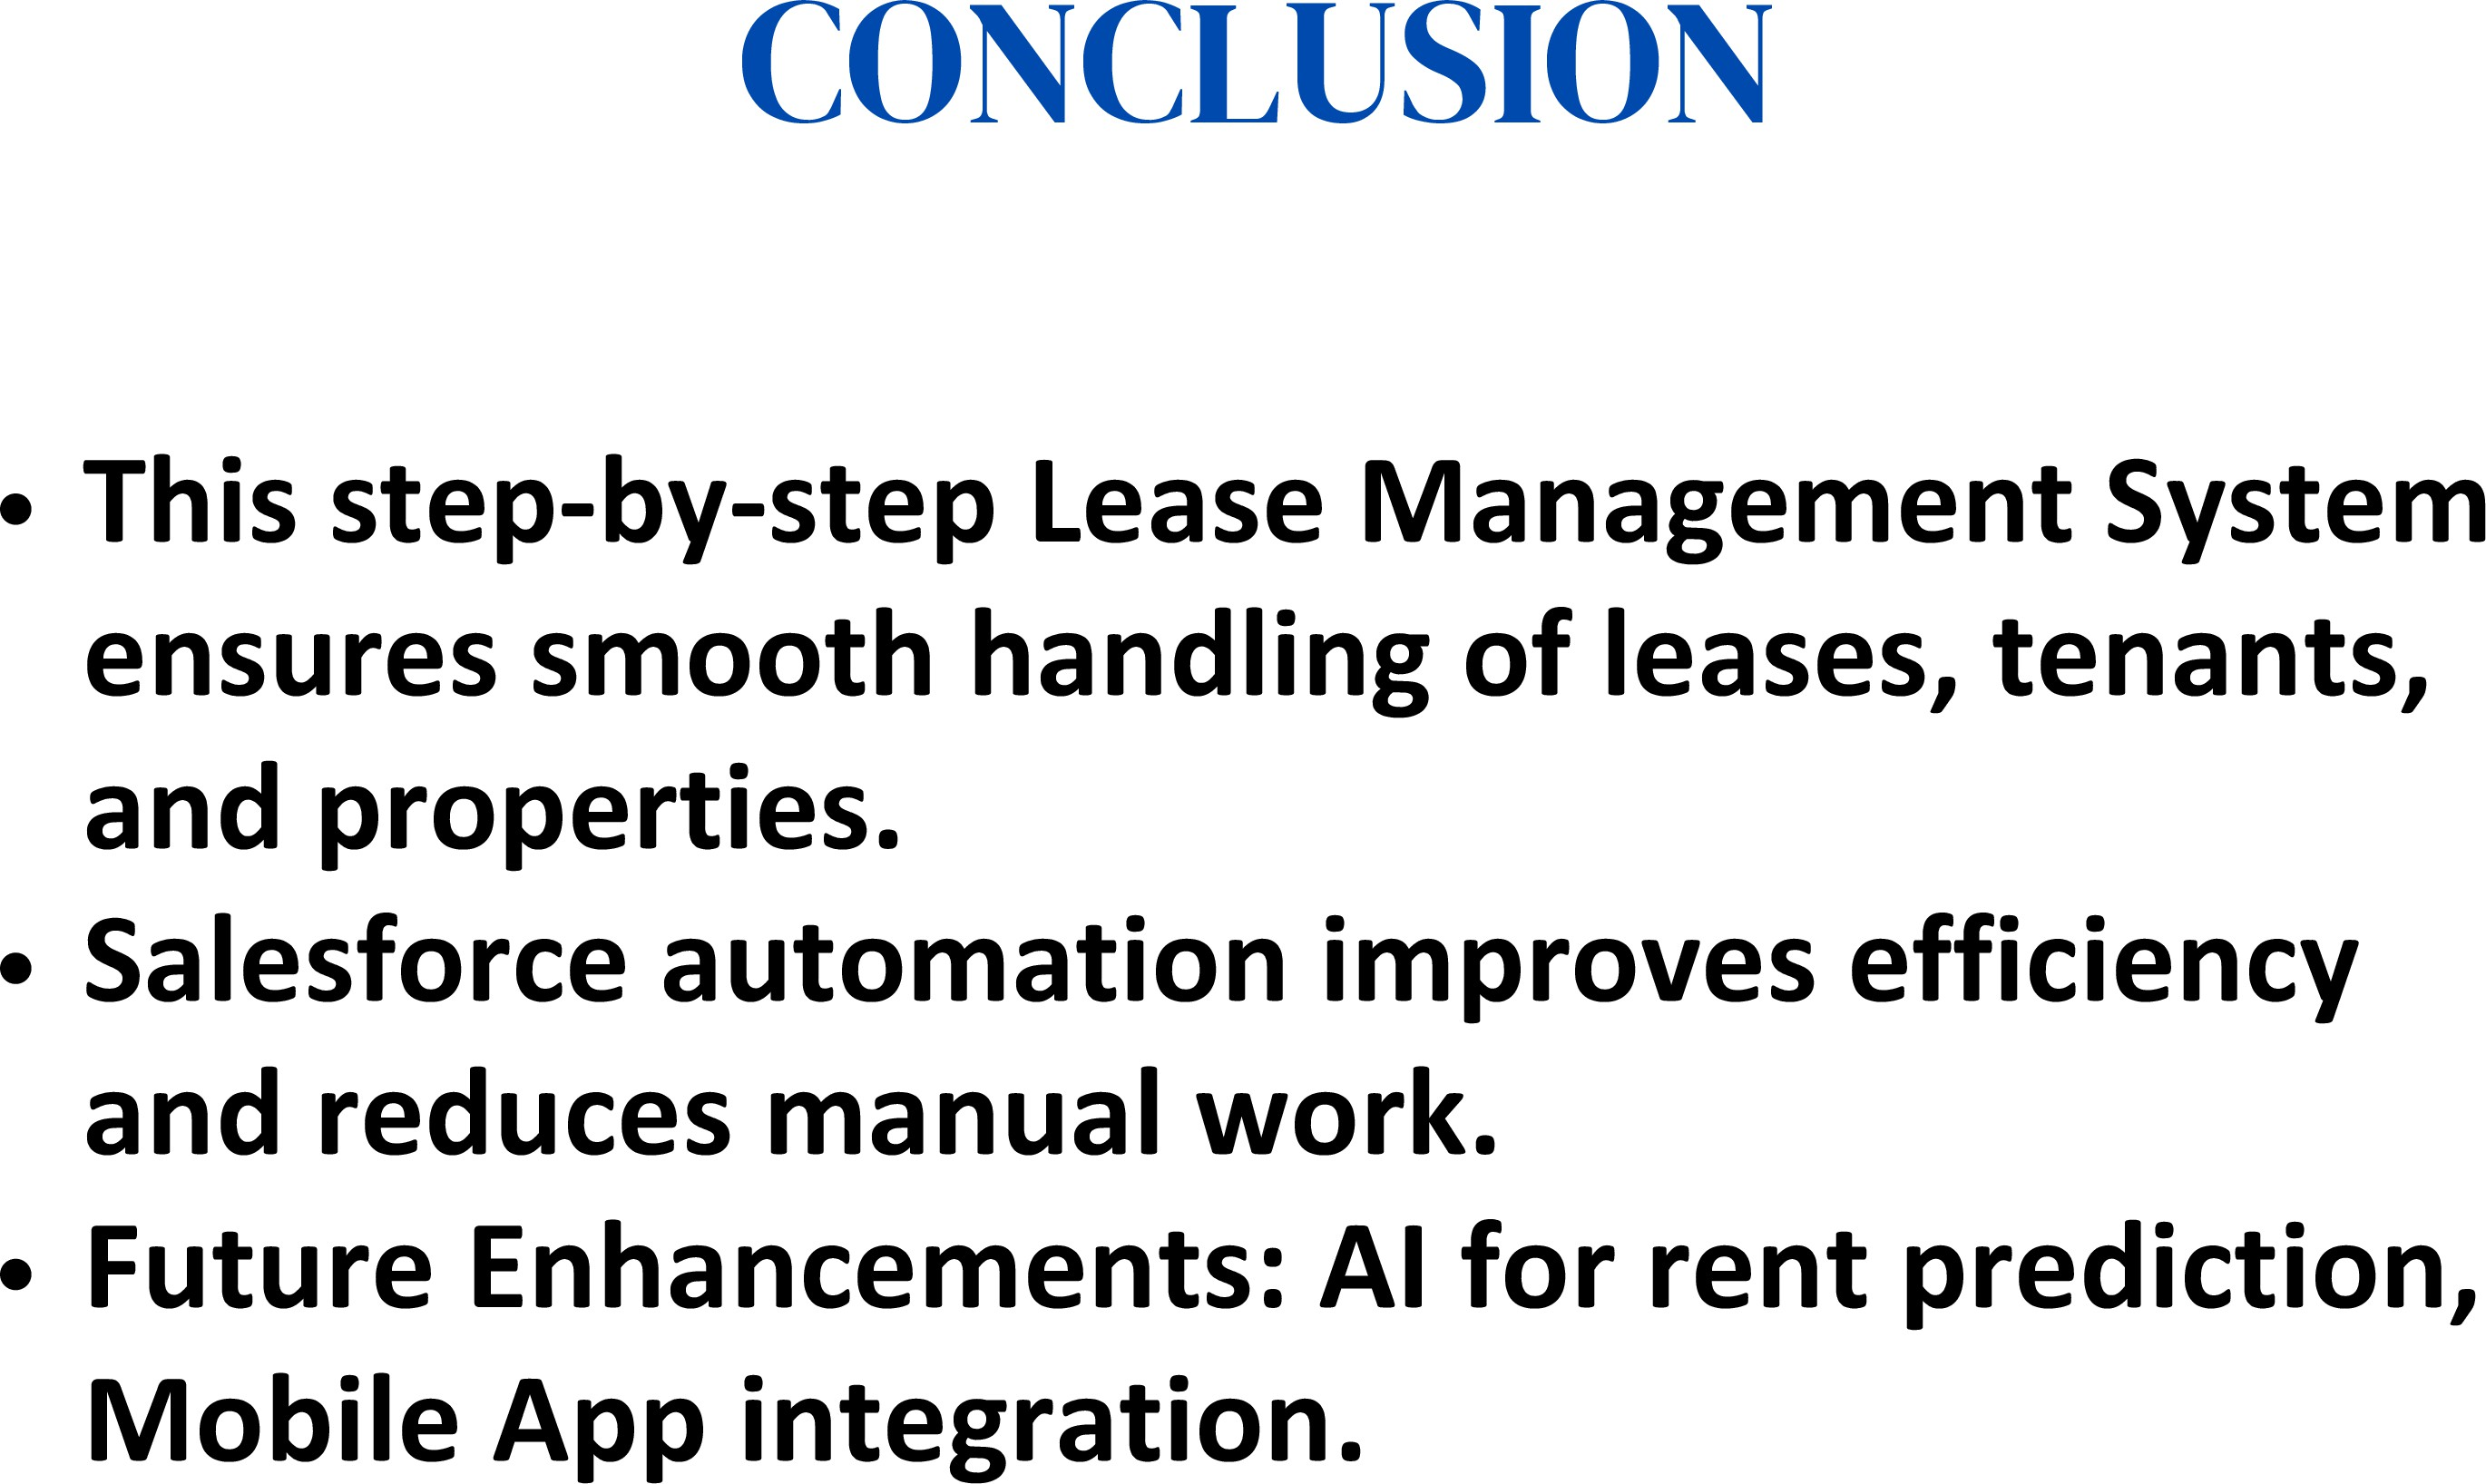 CONCLUSION
• This step-by-step Lease Management System
ensures smooth handling of leases, tenants,
and properties.
• Salesforce automation improves efficiency
and reduces manual work.
• Future Enhancements: AI for rent prediction,
Mobile App integration.